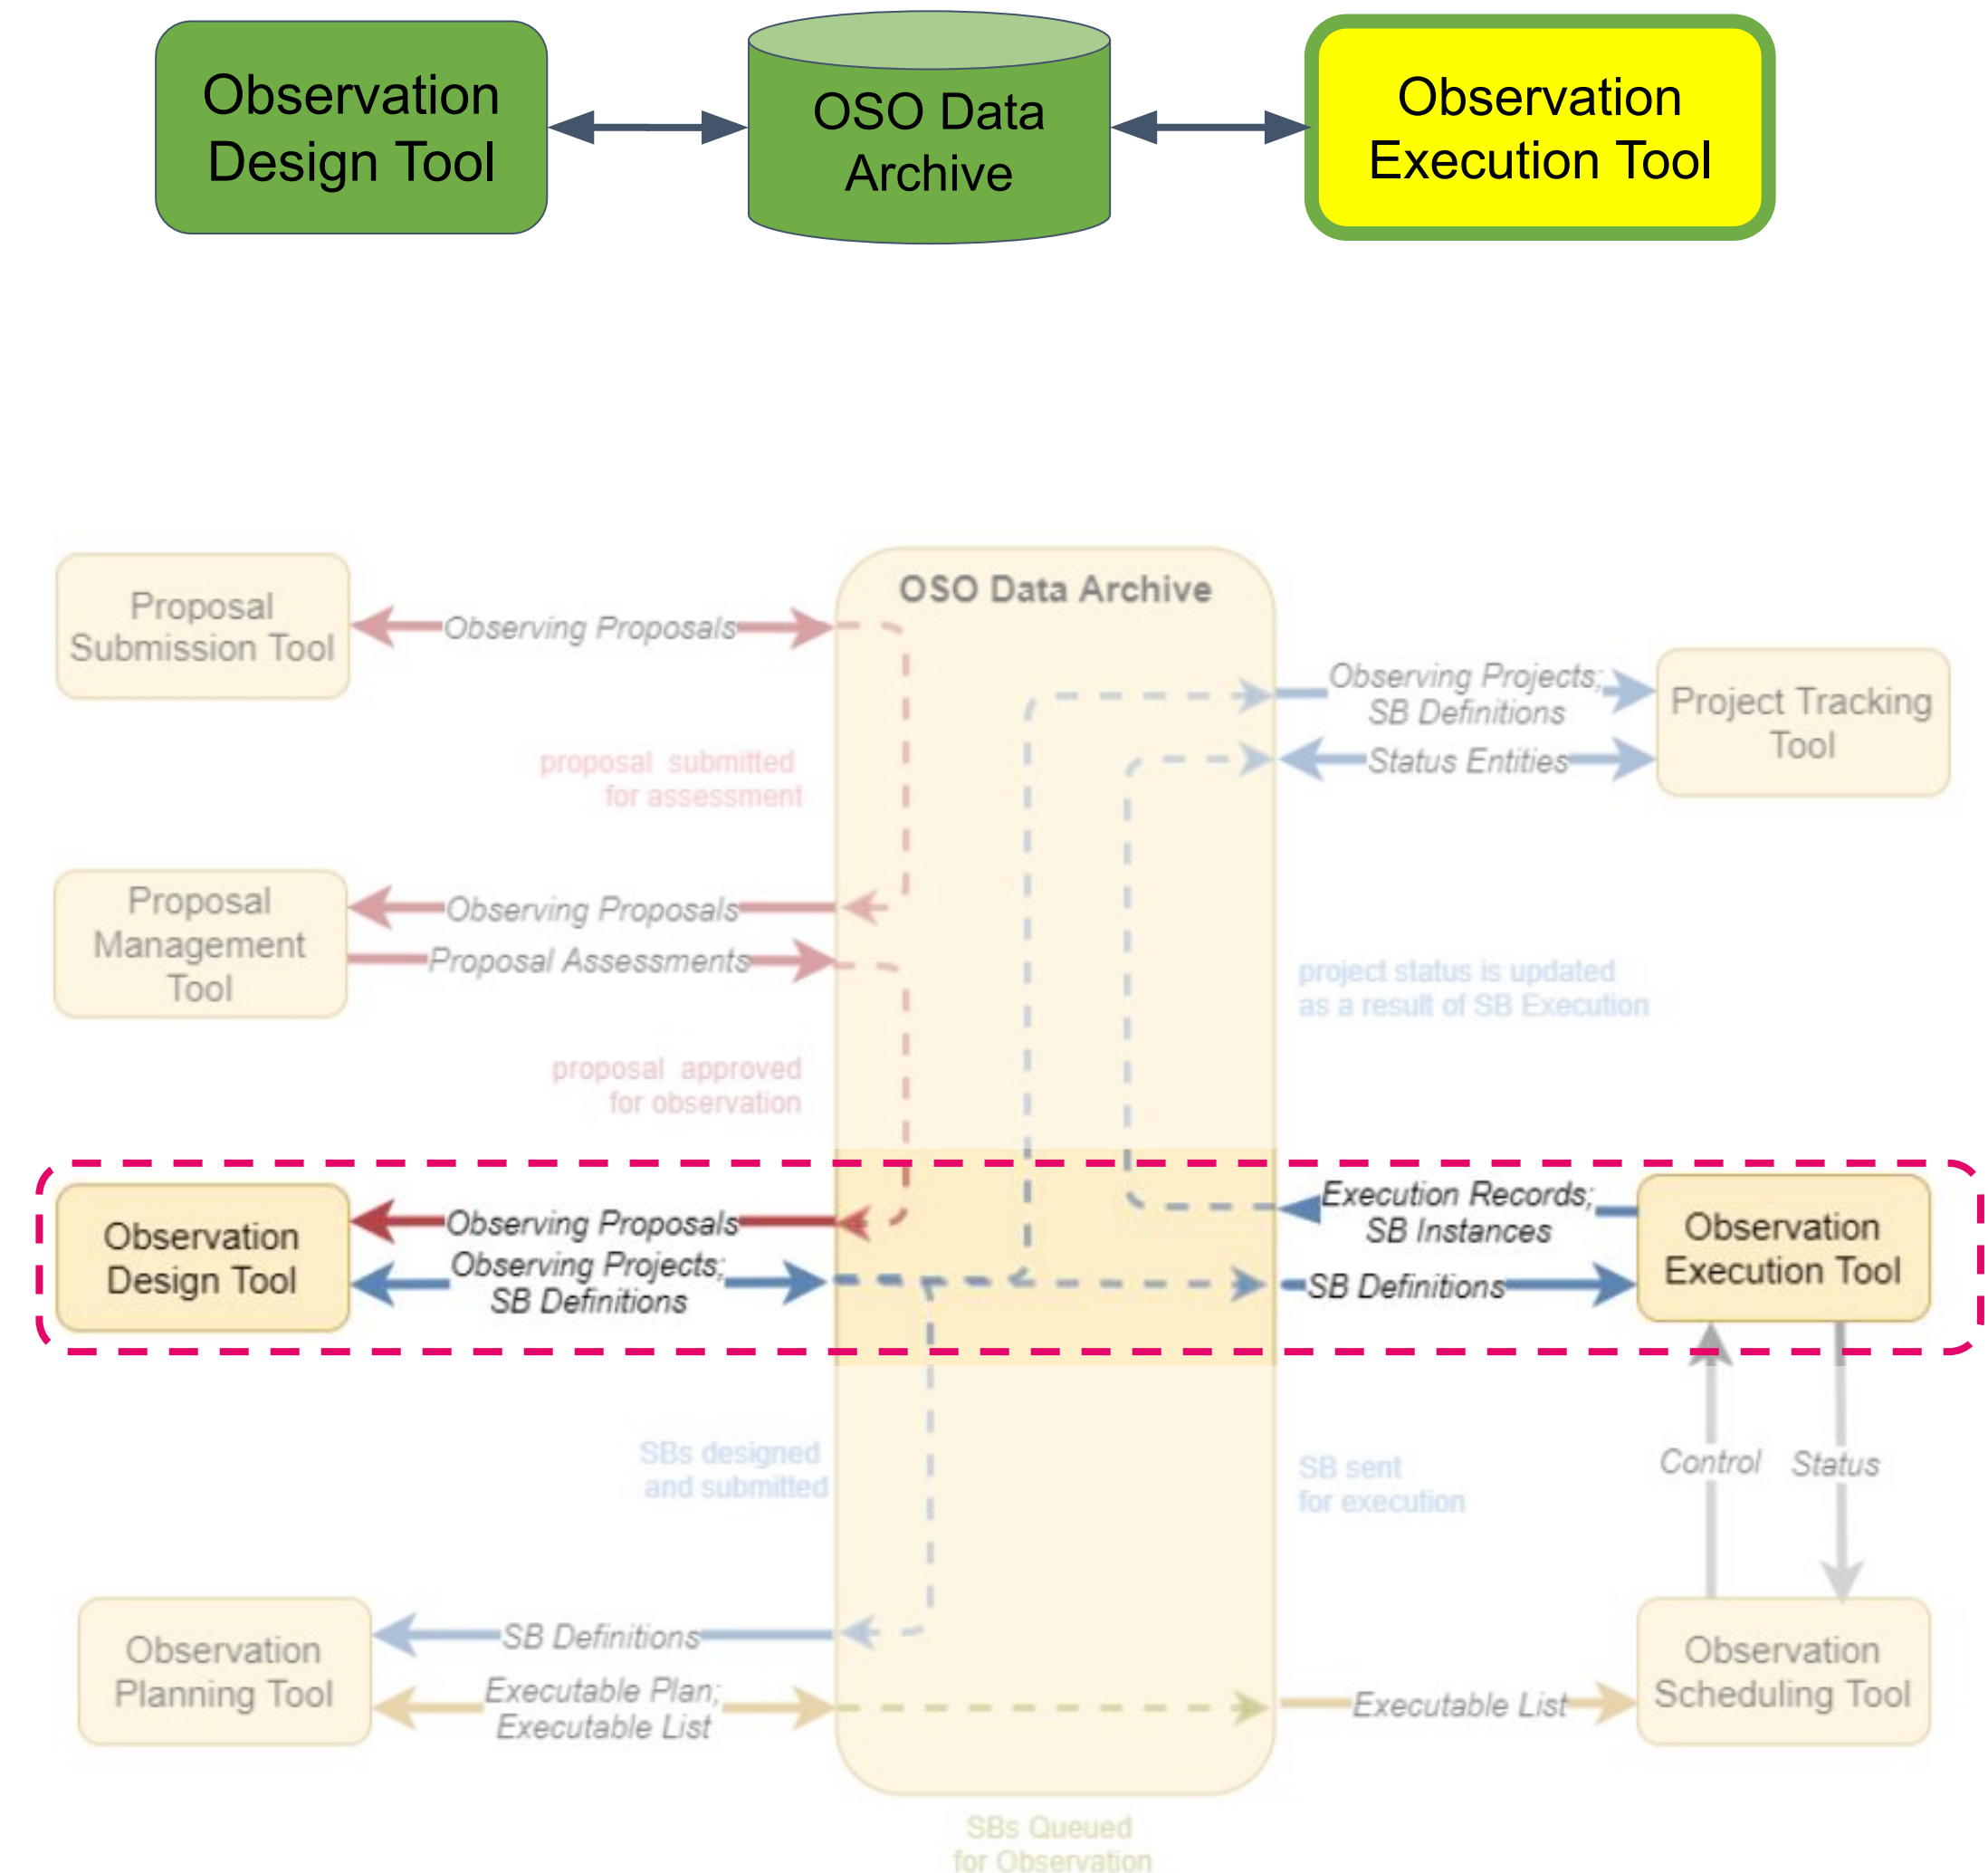 Observation
Design Tool
OSO Data
Archive
Observation
Execution Tool
OSO Data Archive
Proposal
Submission Tool
Observing Proposals
Observing Projects;
SB Definitions
Project Tracking
Tool
Status Entities
proposal submitted
for assessment
Proposal
Management
Tool
Observing Proposals
Proposal Assessments
project status is updated
as a result of SB Execution
proposal approved
for observation
Observation
Design Tool
Observing Proposals
Observing Projects;
SB Definitions
Execution Records;
SB Instances
SB Definitions
Observation
Execution Tool
SBs designed
and submitted
SB sent
for execution
Control
Status
Observation
Planning Tool
SB Definitions
Executable Plan;
Executable List
Executable List
Observation
Scheduling Tool
SBs Queued
for Observation